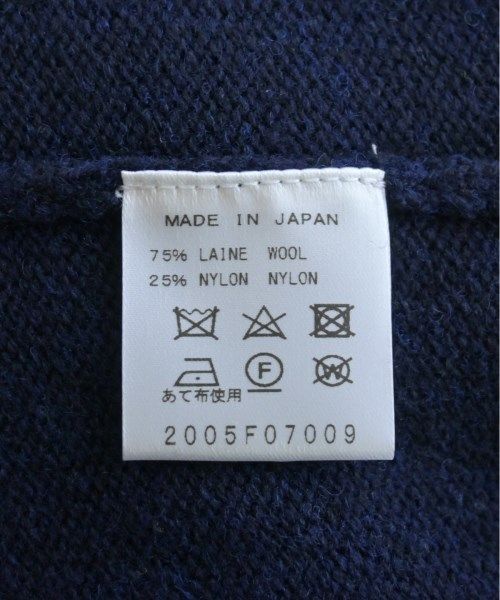 MADE IN JAPAN
75% LAINE WOOL
25% NYLON NYLON
F W
あて布使用
2005F07009